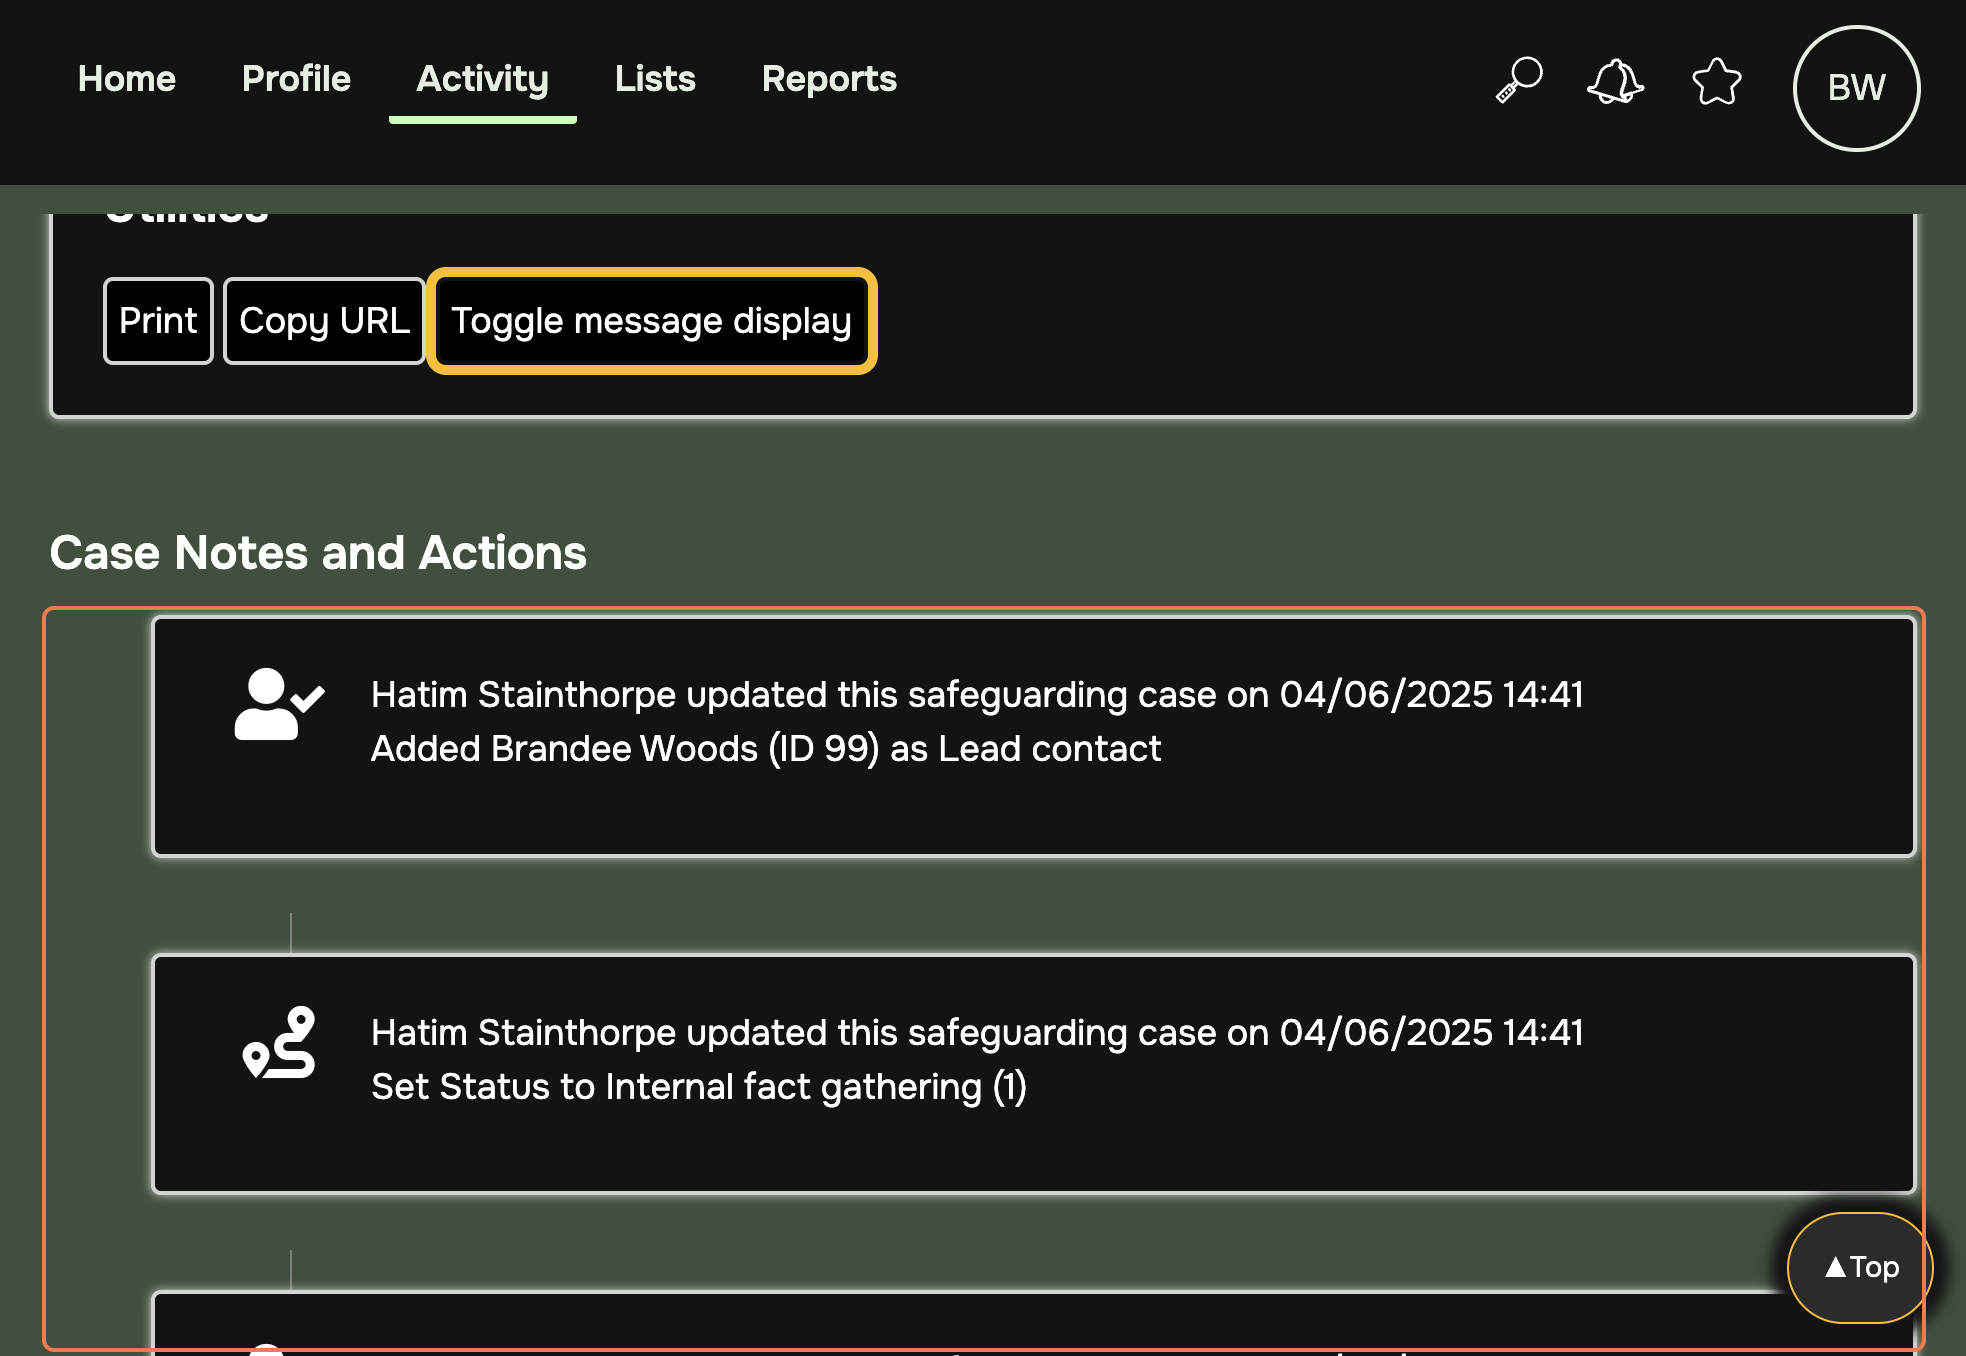 Home Profile Activity Lists Reports
BW
Utilities
Print Copy URL Toggle message display
Case Notes and Actions
Hatim Stainthorpe updated this safeguarding case on 04/06/2025 14:41
Added Brandee Woods (ID 99) as Lead contact
Hatim Stainthorpe updated this safeguarding case on 04/06/2025 14:41
Set Status to Internal fact gathering (1)
▲Top